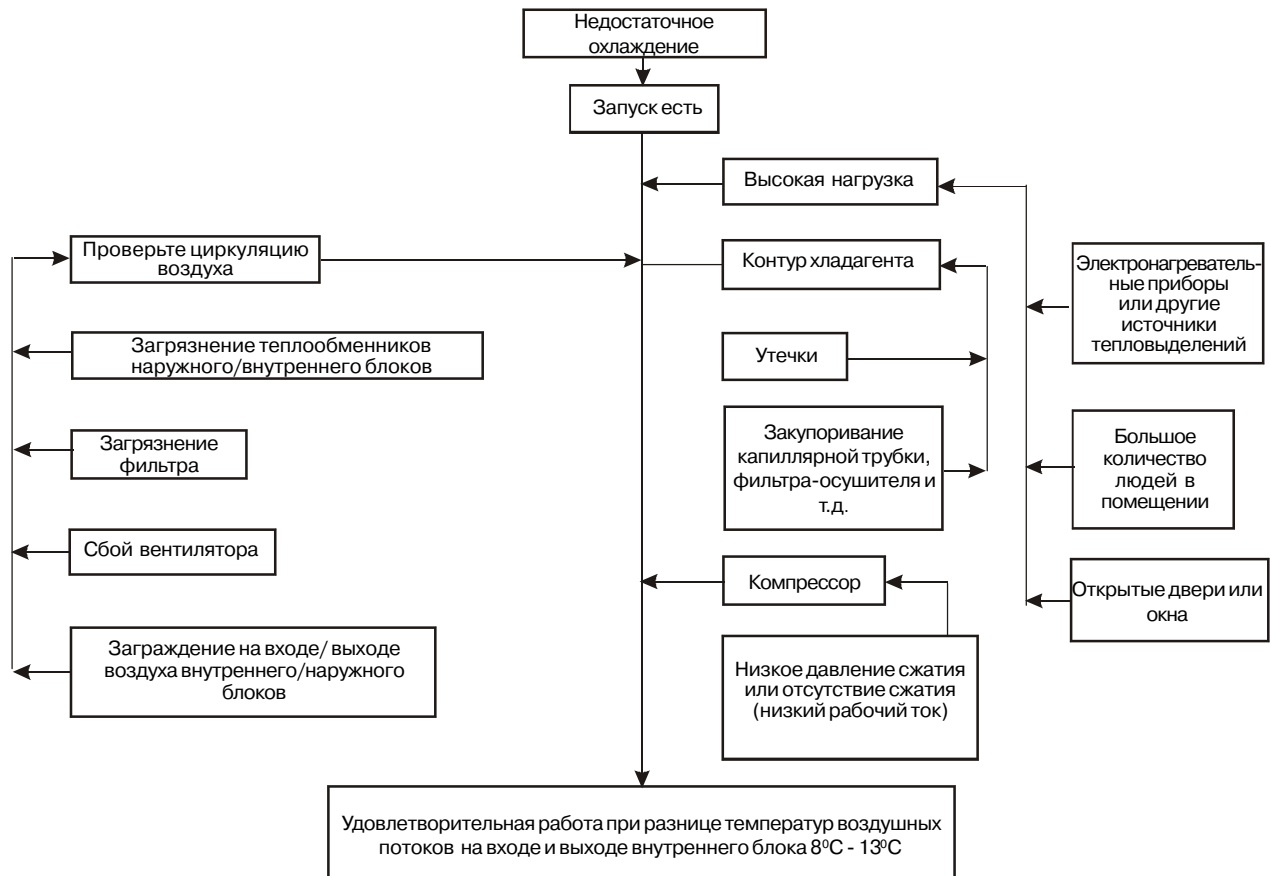 Недостаточное
охлаждение
Запуск есть
Высокая нагрузка
Проверьте циркуляцию
воздуха
Контур хладагента
Электронагреватель-
ные приборы
или другие
источники
тепловыделений
Загрязнение теплообменников
наружного/внутреннего блоков
Утечки
Загрязнение
фильтра
Закупоривание
капиллярной трубки,
фильтра-осушителя и
т.д.
Большое
количество
людей в
помещении
Сбой вентилятора
Компрессор
Открытые двери или
окна
Заграждение на входе/ выходе
воздуха внутреннего/наружного
блоков
Низкое давление сжатия
или отсутствие сжатия
(низкий рабочий ток)
Удовлетворительная работа при разнице температур воздушных
потоков на входе и выходе внутреннего блока 8⁰С - 13⁰С